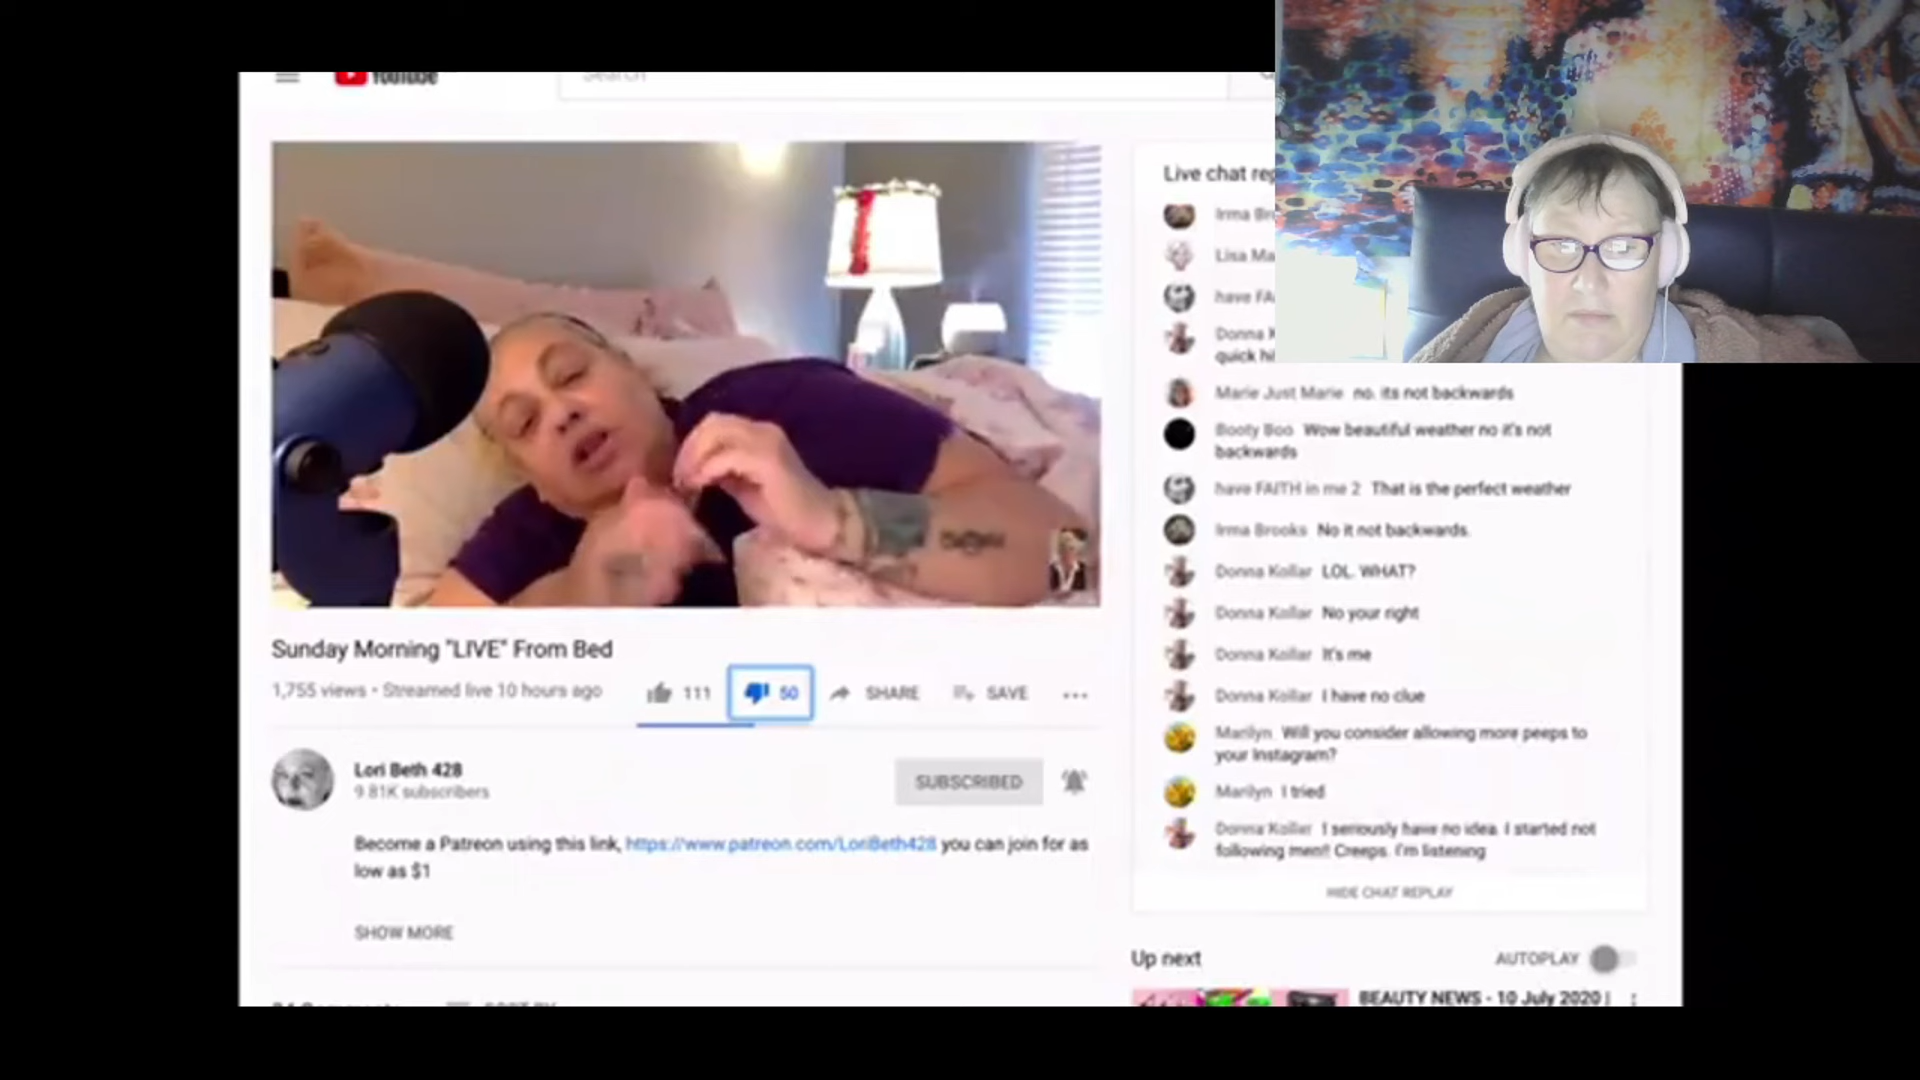 YouTube
Search
Live chat rep
Irma Br
Lisa Ma
have FA
Donna K
quick hi
Marie Just Marie no. its not backwards
Booty Boo Wow beautiful weather no it's not
backwards
have FAITH in me 2 That is the perfect weather
Irma Brooks No it not backwards.
Donna Kollar LOL. WHAT?
Donna Kollar No your right
Donna Kollar It's me
Donna Kollar I have no clue
Marilyn Will you consider allowing more peeps to
your Instagram?
Marilyn I tried
Donna Kollar I seriously have no idea. I started not
following men!! Creeps. I'm listening
HIDE CHAT REPLAY
Sunday Morning "LIVE" From Bed
1,755 views • Streamed live 10 hours ago
111
50
SHARE
SAVE
Lori Beth 428
9.81K subscribers
SUBSCRIBED
Become a Patreon using this link, https://www.patreon.com/LoriBeth428 you can join for as
low as $1
SHOW MORE
Up next
AUTOPLAY
BEAUTY NEWS - 10 July 2020 |